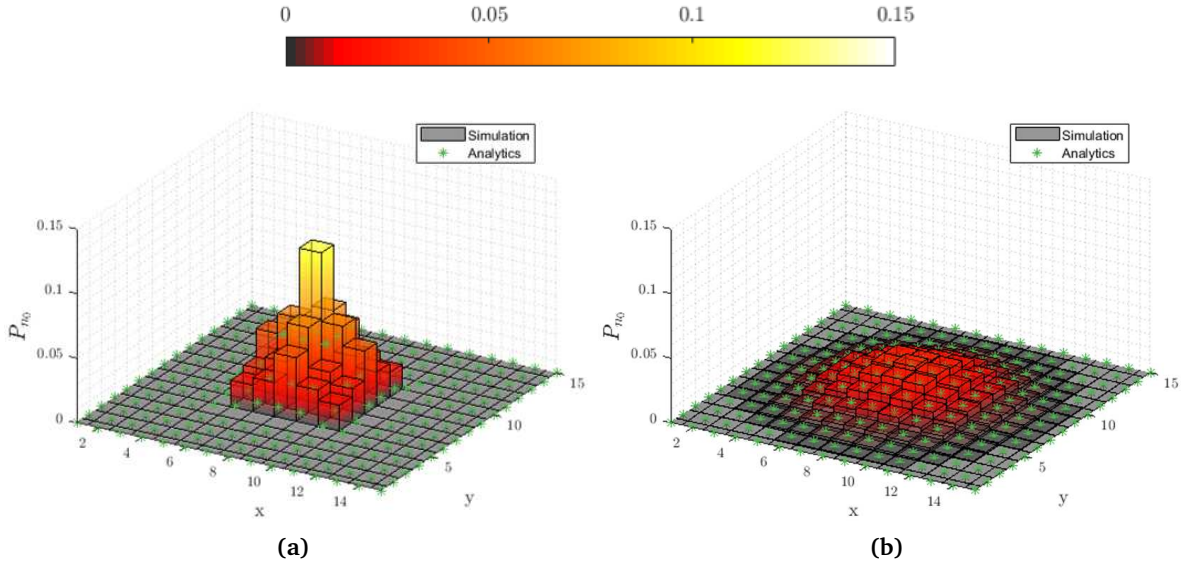 0 0.05 0.1 0.15
Simulation
Analytics
0.15
0.1
0.05
0
P_{n_0}
2 4 6 8 10 12 14
x
5 10 15
y
(a)
Simulation
Analytics
0.15
0.1
0.05
0
P_{n_0}
2 4 6 8 10 12 14
x
5 10 15
y
(b)